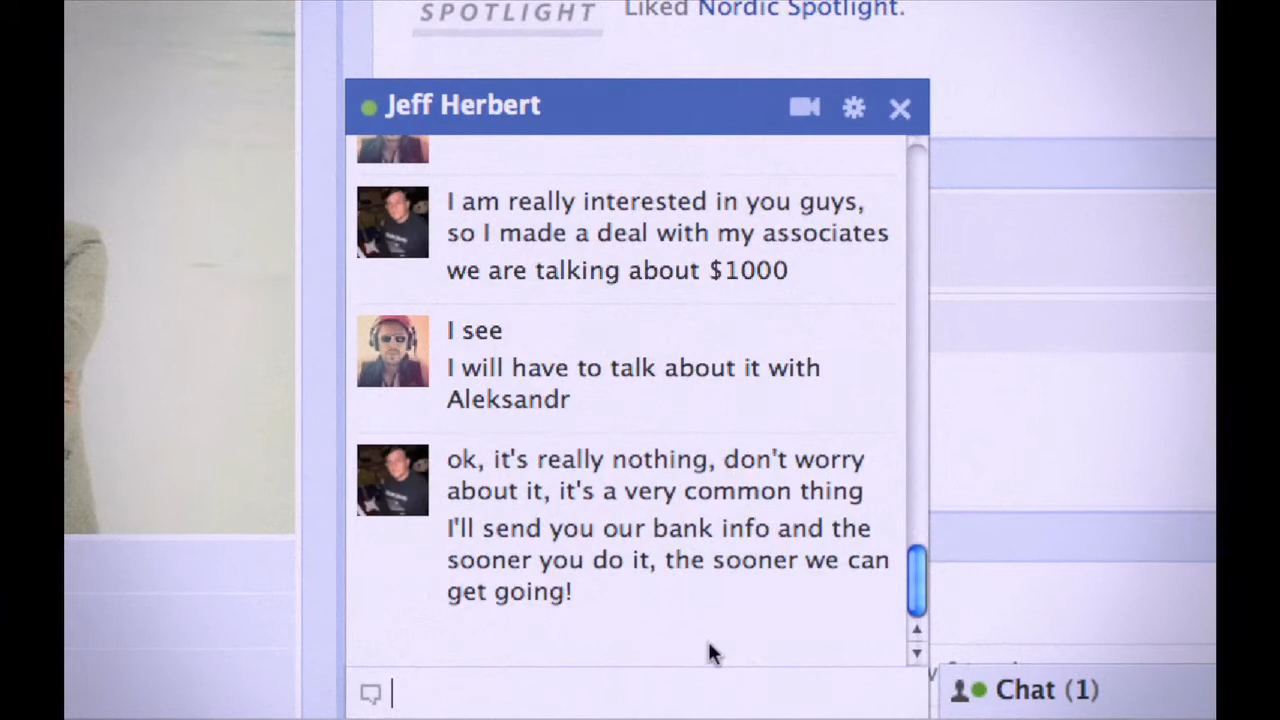 SPOTLIGHT
Liked Nordic Spotlight.
Jeff Herbert
I am really interested in you guys,
so I made a deal with my associates
we are talking about $1000
I see
I will have to talk about it with
Aleksandr
ok, it's really nothing, don't worry
about it, it's a very common thing
I'll send you our bank info and the
sooner you do it, the sooner we can
get going!
Chat (1)